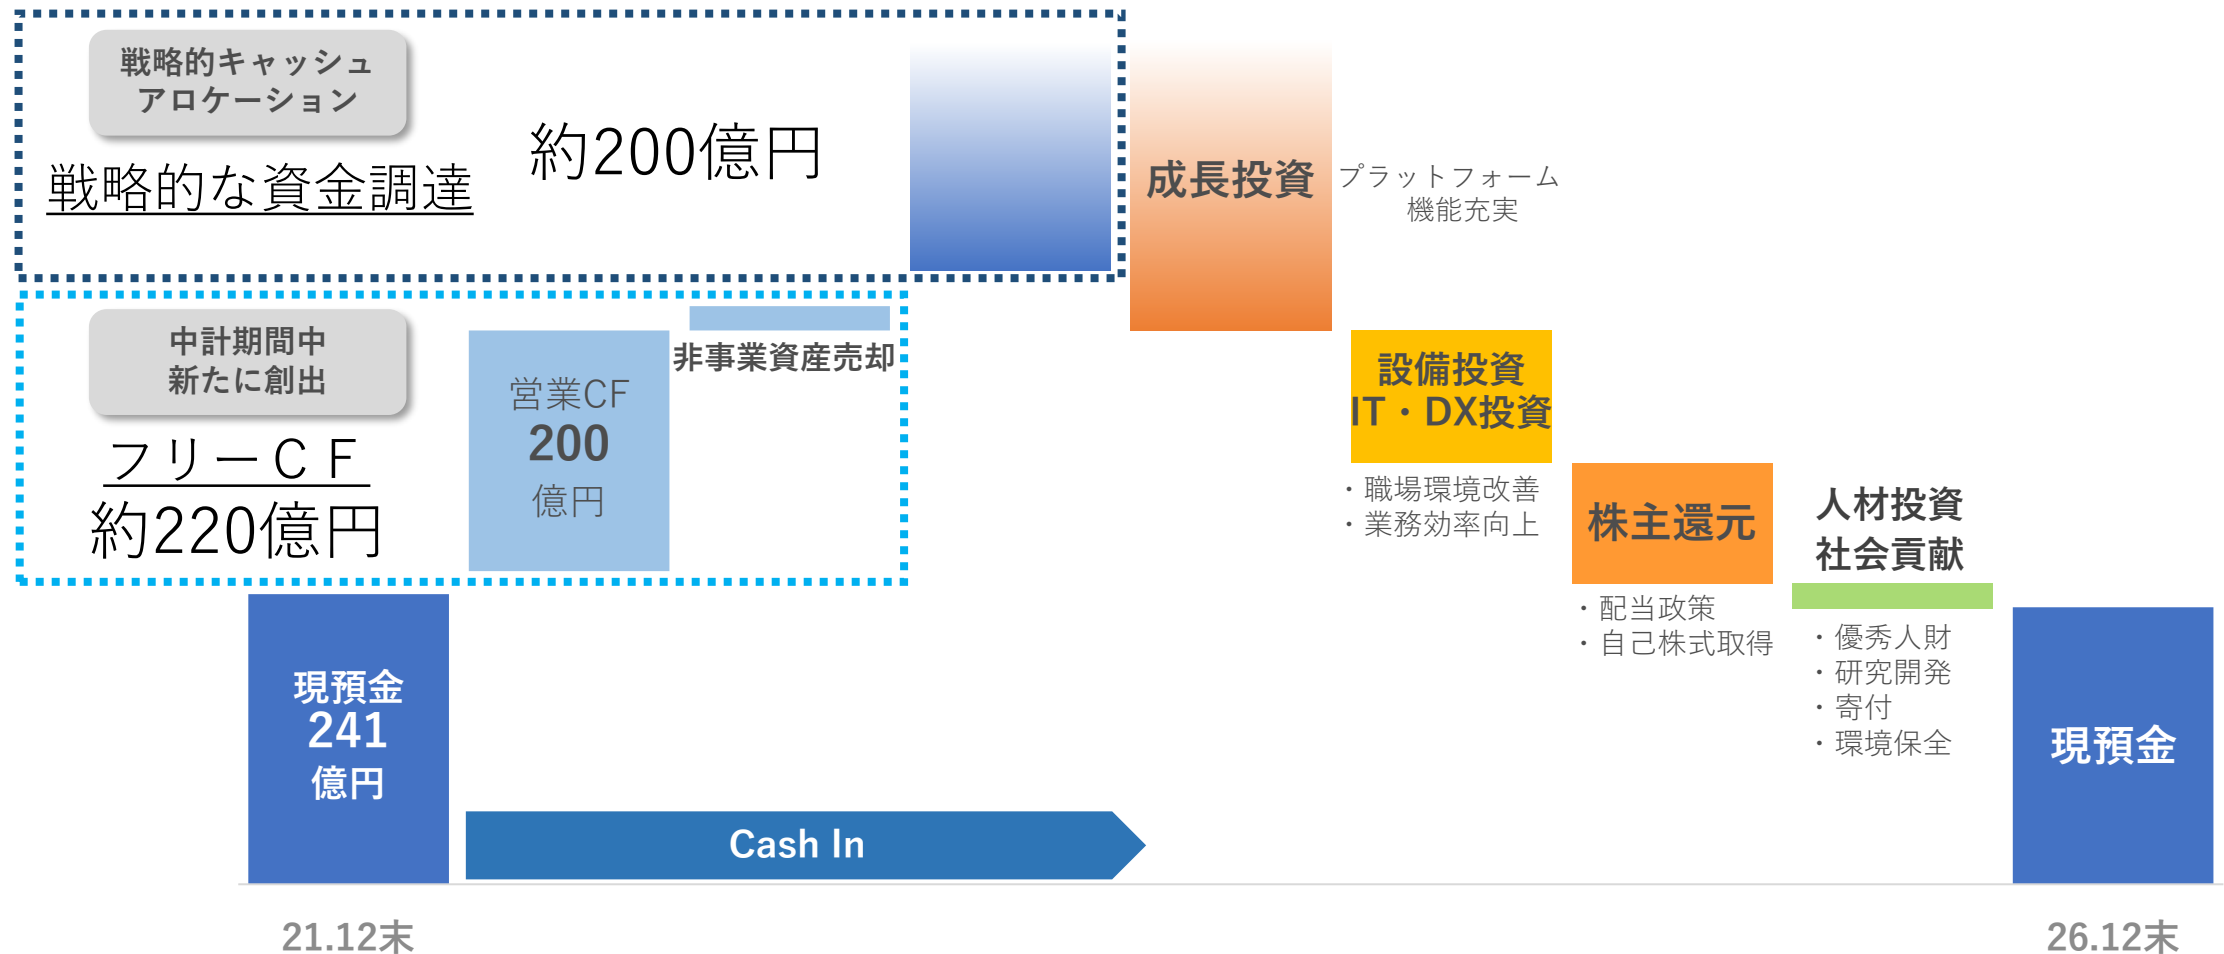 戦略的キャッシュ
アロケーション
戦略的な資金調達
約200億円
成長投資
プラットフォーム
機能充実
中計期間中
新たに創出
フリーＣＦ
約220億円
営業CF
200
億円
非事業資産売却
設備投資
IT・DX投資
・職場環境改善
・業務効率向上
株主還元
・配当政策
・自己株式取得
人材投資
社会貢献
・優秀人財
・研究開発
・寄付
・環境保全
現預金
241
億円
現預金
Cash In
21.12末
26.12末